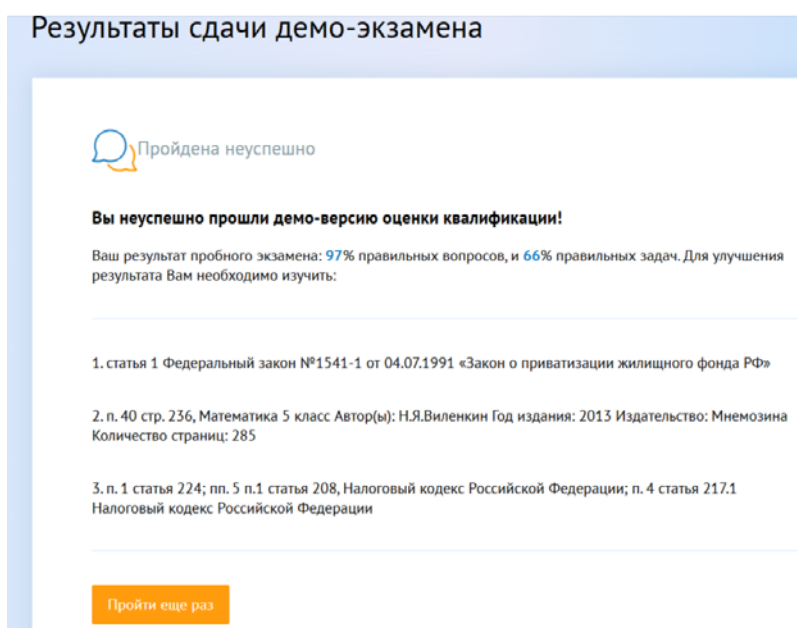 Результаты сдачи демо-экзамена
Пройдена неуспешно
Вы неуспешно прошли демо-версию оценки квалификации!
Ваш результат пробного экзамена: 97% правильных вопросов, и 66% правильных задач. Для улучшения
результата Вам необходимо изучить:
1. статья 1 Федеральный закон №1541-1 от 04.07.1991 «Закон о приватизации жилищного фонда РФ»
2. п. 40 стр. 236, Математика 5 класс Автор(ы): Н.Я.Виленкин Год издания: 2013 Издательство: Мнемозина
Количество страниц: 285
3. п. 1 статья 224; пп. 5 п.1 статья 208, Налоговый кодекс Российской Федерации; п. 4 статья 217.1
Налоговый кодекс Российской Федерации
Пройти еще раз